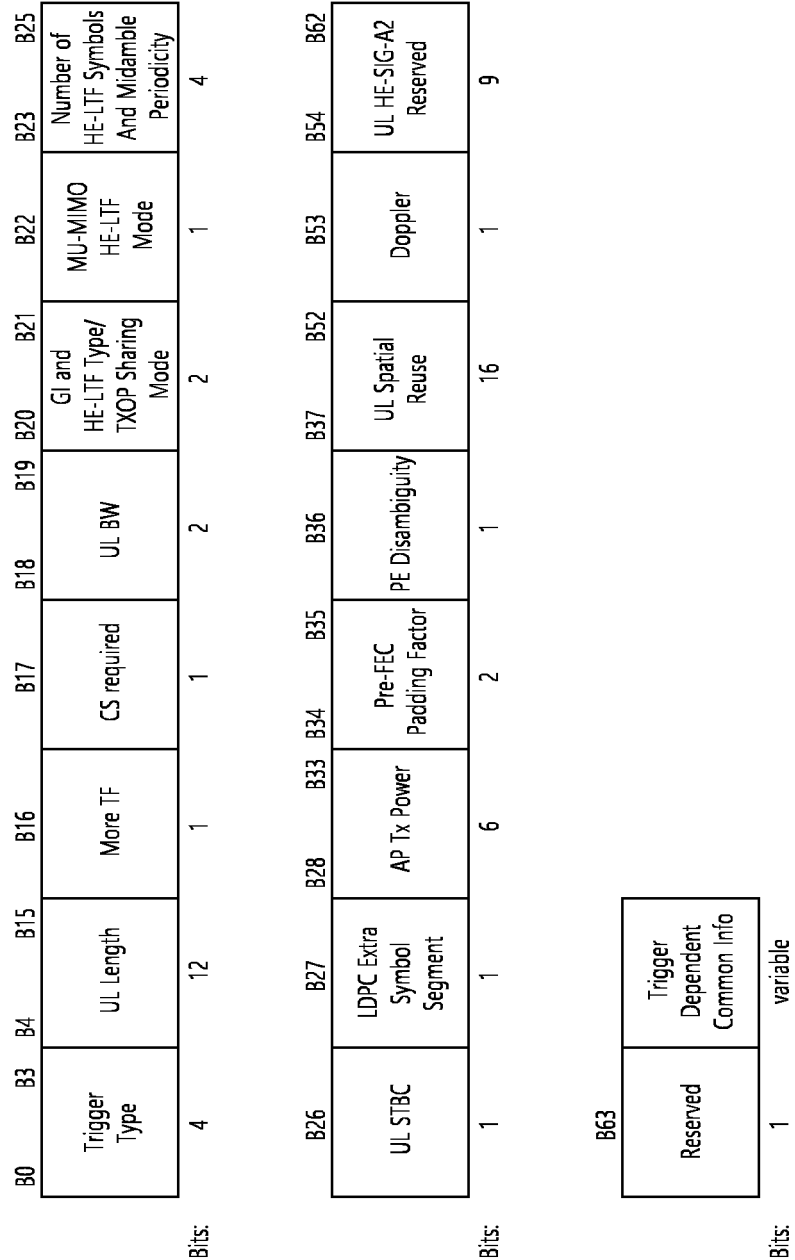 B0 B3 B4 B15 B16 B17 B18 B19 B20 B21 B22 B23 B25
Trigger
Type
UL Length
More TF
CS required
UL BW
GI and
HE-LTF Type/
TXOP Sharing
Mode
MU-MIMO
HE-LTF
Mode
Number of
HE-LTF Symbols
And Midamble
Periodicity
Bits: 4 12 1 1 2 2 1 4
B26 B27 B28 B33 B34 B35 B36 B37 B52 B53 B54 B62
UL STBC
LDPC Extra
Symbol
Segment
AP Tx Power
Pre-FEC
Padding Factor
PE Disambiguity
UL Spatial
Reuse
Doppler
UL HE-SIG-A2
Reserved
Bits: 1 1 6 2 1 16 1 9
B63
Reserved
Trigger
Dependent
Common Info
Bits: 1 variable